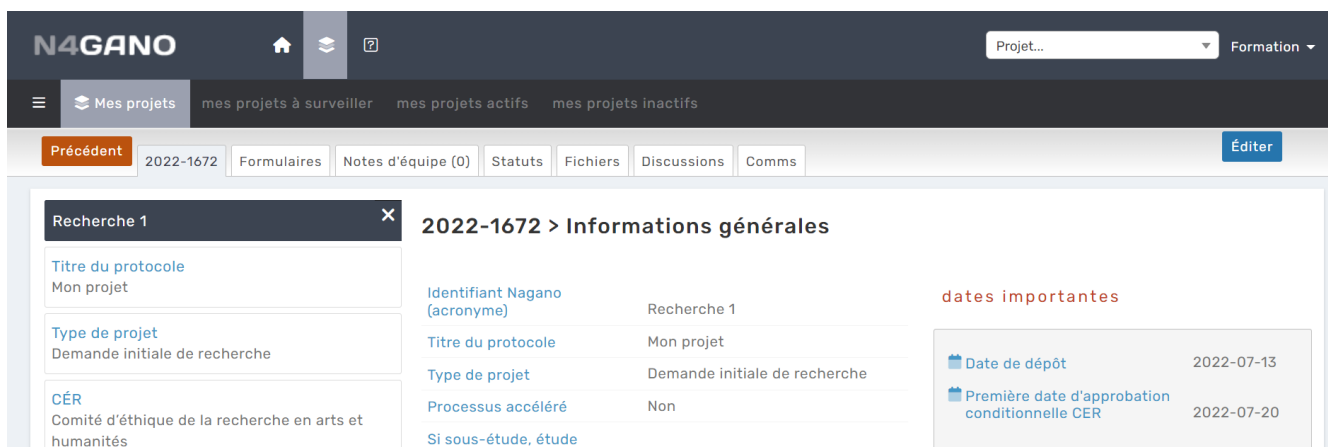 N4GANO
Projet...
Formation
Mes projets mes projets à surveiller mes projets actifs mes projets inactifs
Précédent
2022-1672 Formulaires Notes d'équipe (0) Statuts Fichiers Discussions Comms
Éditer
Recherche 1
Titre du protocole
Mon projet
Type de projet
Demande initiale de recherche
CÉR
Comité d'éthique de la recherche en arts et
humanités
2022-1672 > Informations générales
Identifiant Nagano
(acronyme) Recherche 1
Titre du protocole Mon projet
Type de projet Demande initiale de recherche
Processus accéléré Non
Si sous-étude, étude
dates importantes
Date de dépôt 2022-07-13
Première date d'approbation
conditionnelle CER 2022-07-20